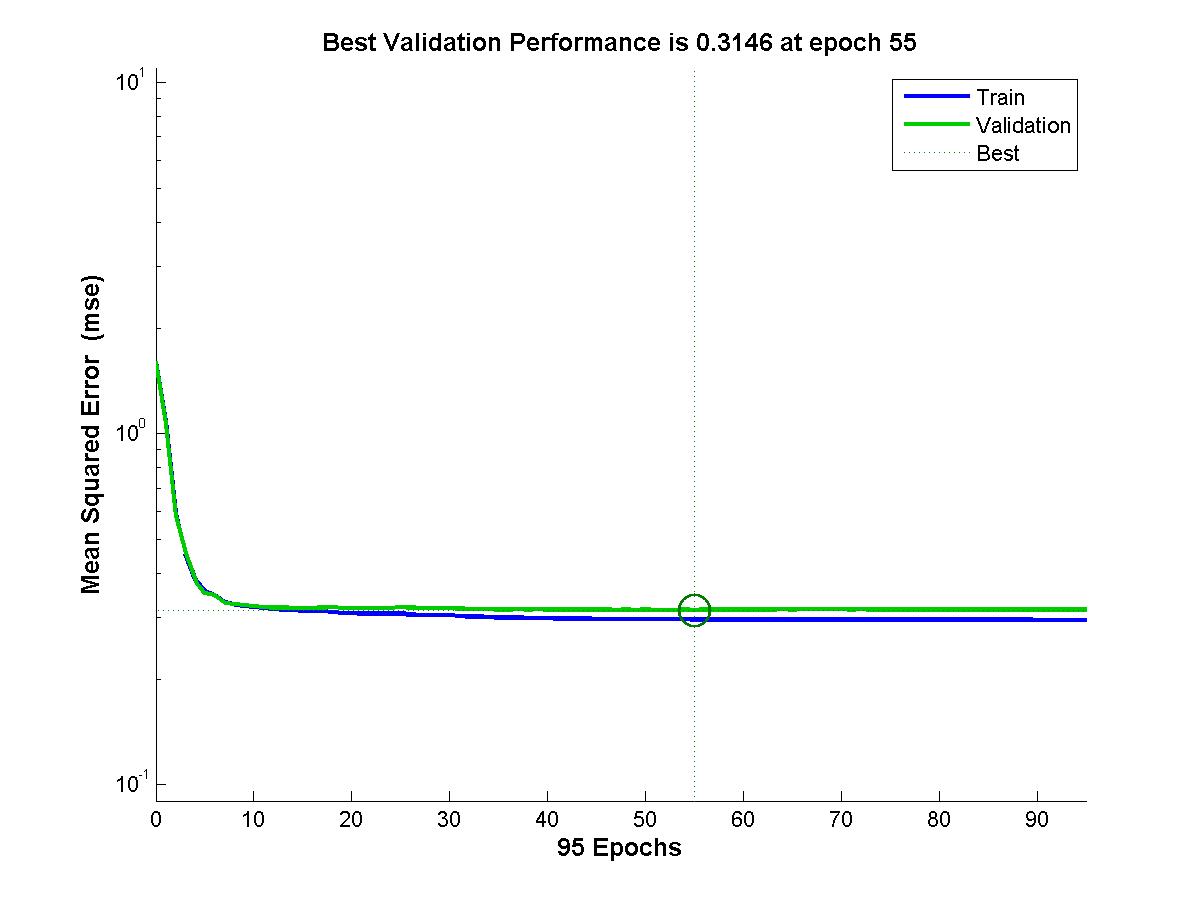 Best Validation Performance is 0.3146 at epoch 55
Train
Validation
Best
10^1
10^0
10^-1
Mean Squared Error (mse)
0 10 20 30 40 50 60 70 80 90
95 Epochs